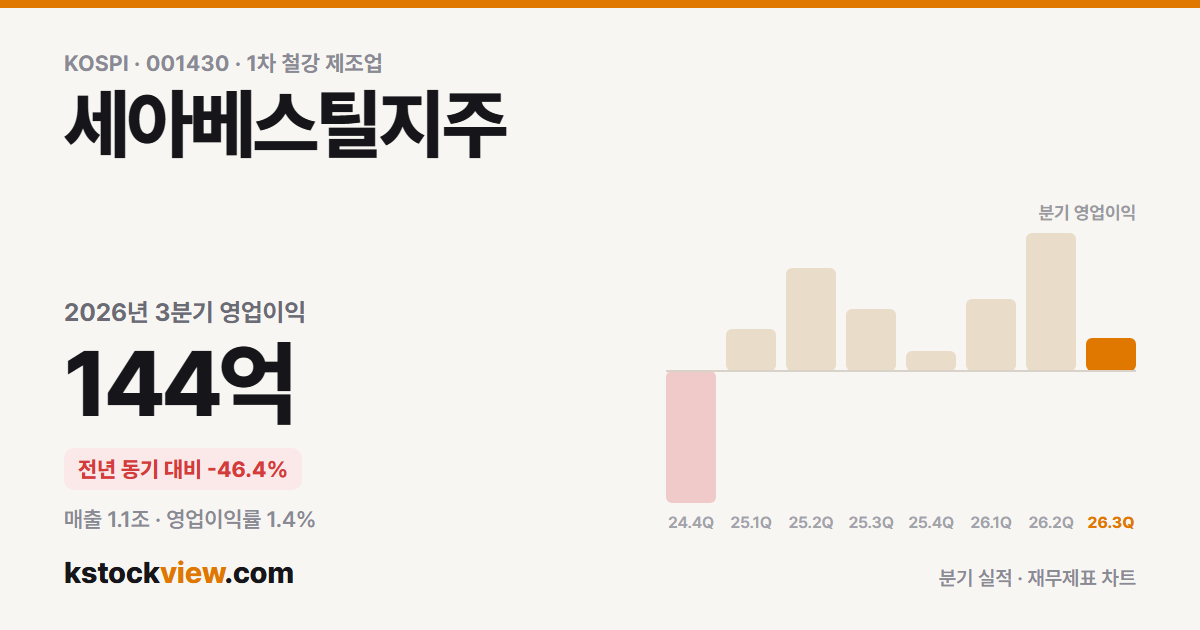 KOSPI · 001430 · 1차 철강 제조업
세아베스틸지주
분기 영업이익
2026년 3분기 영업이익
144억
전년 동기 대비 -46.4%
매출 1.1조 · 영업이익률 1.4%
24.4Q 25.1Q 25.2Q 25.3Q 25.4Q 26.1Q 26.2Q 26.3Q
kstockview.com
분기 실적 · 재무제표 차트